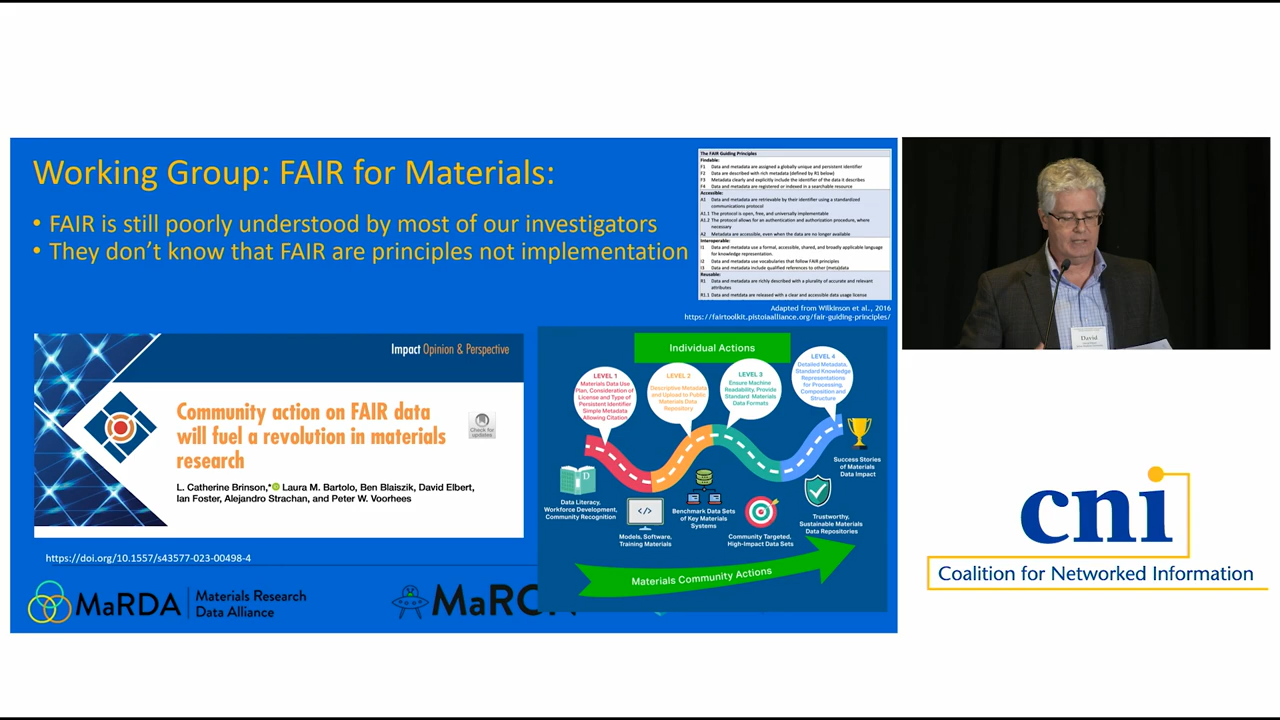 Working Group: FAIR for Materials:
• FAIR is still poorly understood by most of our investigators
• They don't know that FAIR are principles not implementation
The FAIR Guiding Principles
Findable:
F1 Data and metadata are assigned a globally unique and persistent identifier
F2 Data are described with rich metadata (defined by R1 below)
F3 Metadata clearly and explicitly include the identifier of the data it describes
F4 Data and metadata are registered or indexed in a searchable resource
Accessible:
A1 Data and metadata are retrievable by their identifier using a standardized
communications protocol
A1.1 The protocol is open, free, and universally implementable
A1.2 The protocol allows for an authentication and authorization procedure, where
necessary
A2 Metadata are accessible, even when the data are no longer available
Interoperable:
I1 Data and metadata use a formal, accessible, shared, and broadly applicable language
for knowledge representation.
I2 Data and metadata use vocabularies that follow FAIR principles
I3 Data and metadata include qualified references to other (meta)data
Reusable:
R1 Data and metadata are richly described with a plurality of accurate and relevant
attributes
R1.1 Data and metdata are released with a clear and accessible data usage license
Adapted from Wilkinson et al., 2016
https://fairtoolkit.pistoiaalliance.org/fair-guiding-principles/
Impact Opinion & Perspective
Community action on FAIR data
will fuel a revolution in materials
research
Check for
updates
L. Catherine Brinson,* Laura M. Bartolo, Ben Blaiszik, David Elbert,
Ian Foster, Alejandro Strachan, and Peter W. Voorhees
https://doi.org/10.1557/s43577-023-00498-4
Individual Actions
LEVEL 1
Materials Data Use
Plan, Consideration of
License and Type of
Persistent Identifier
Simple Metadata
Allowing Citation
LEVEL 2
Descriptive Metadata
and Upload to Public
Materials Data
Repository
LEVEL 3
Ensure Machine
Readability, Provide
Standard Materials
Data Formats
LEVEL 4
Detailed Metadata,
Standard Knowledge
Representations
for Processing,
Composition and
Structure
D
Data Literacy,
Workforce Development,
Community Recognition
</>
Models, Software,
Training Materials
Benchmark Data Sets
of Key Materials
Systems
Community Targeted,
High-Impact Data Sets
Trustworthy,
Sustainable Materials
Data Repositories
Success Stories
of Materials
Data Impact
Materials Community Actions
MaRDA
Materials Research
Data Alliance
MaRC
David
cni
Coalition for Networked Information